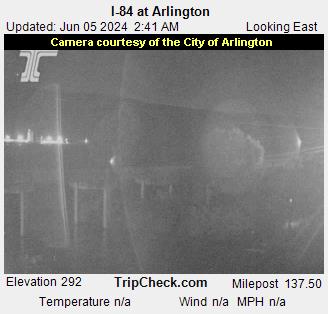 I-84 at Arlington
Updated: Jun 05 2024 2:41 AM Looking East
Camera courtesy of the City of Arlington
Elevation 292 TripCheck.com Milepost 137.50
Temperature n/a Wind n/a MPH n/a